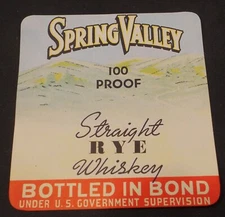 SPRING VALLEY
100
PROOF
Straight
RYE
Whiskey
BOTTLED IN BOND
UNDER U.S. GOVERNMENT SUPERVISION